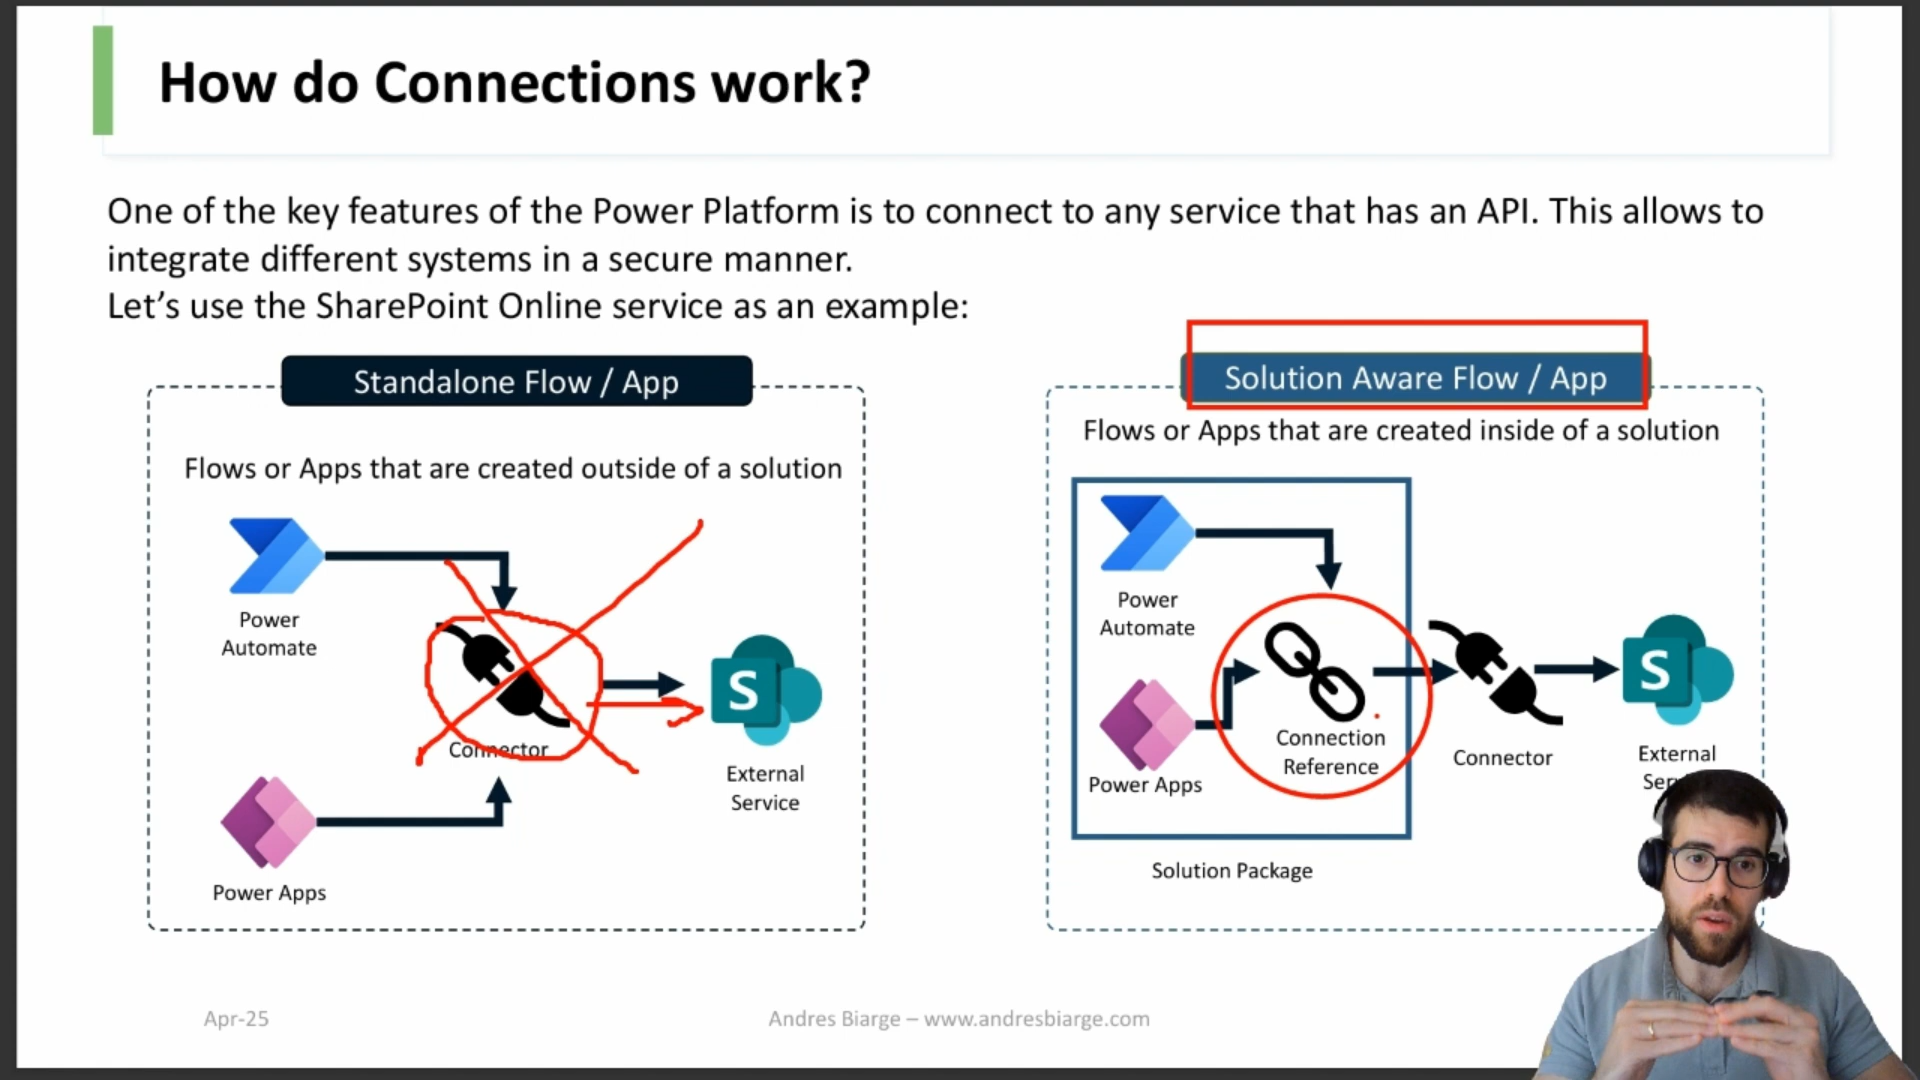 How do Connections work?
One of the key features of the Power Platform is to connect to any service that has an API. This allows to
integrate different systems in a secure manner.
Let's use the SharePoint Online service as an example:
Standalone Flow / App
Flows or Apps that are created outside of a solution
Power
Automate
Connector
S
External
Service
Power Apps
Solution Aware Flow / App
Flows or Apps that are created inside of a solution
Power
Automate
Power Apps
Connection
Reference
Connector
S
External
Solution Package
Apr-25
Andres Biarge – www.andresbiarge.com